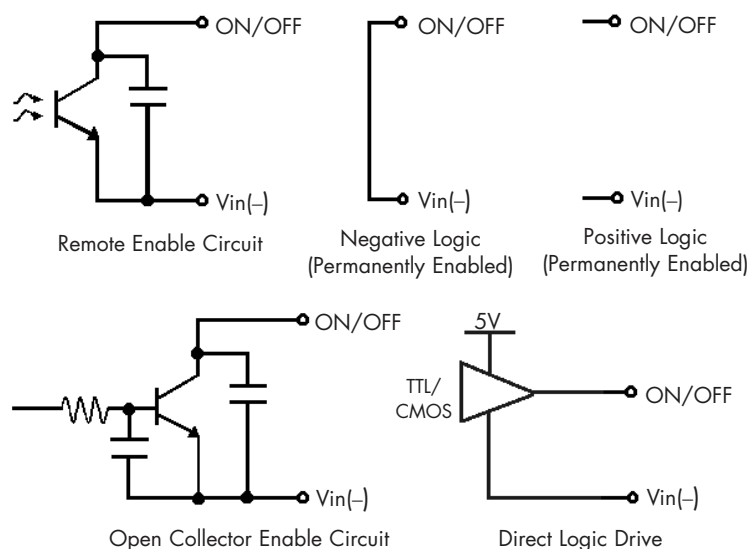 ON/OFF
Vin(–)
Remote Enable Circuit
ON/OFF
Vin(–)
Negative Logic
(Permanently Enabled)
ON/OFF
Vin(–)
Positive Logic
(Permanently Enabled)
ON/OFF
Vin(–)
Open Collector Enable Circuit
5V
TTL/
CMOS
ON/OFF
Vin(–)
Direct Logic Drive